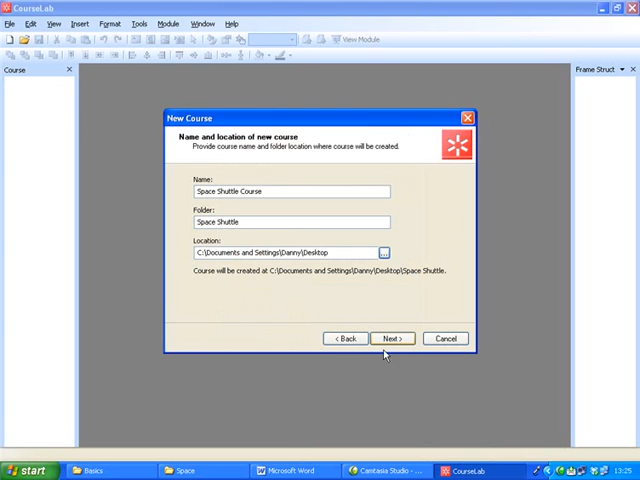 CourseLab
File Edit View Insert Format Tools Module Window Help
View Module
Course
Frame Struct
New Course
Name and location of new course
Provide course name and folder location where course will be created.
Name:
Space Shuttle Course
Folder:
Space Shuttle
Location:
C:\Documents and Settings\Danny\Desktop
...
Course will be created at C:\Documents and Settings\Danny\Desktop\Space Shuttle.
< Back
Next >
Cancel
start
Basics
Space
Microsoft Word
Camtasia Studio - ...
CourseLab
13:25